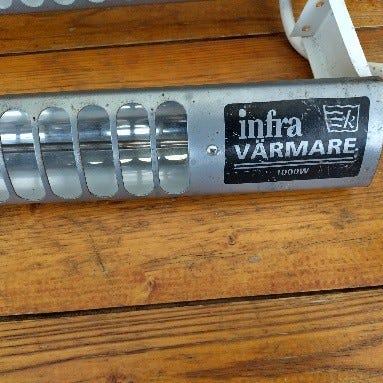 infra
k
VÄRMARE
1000W